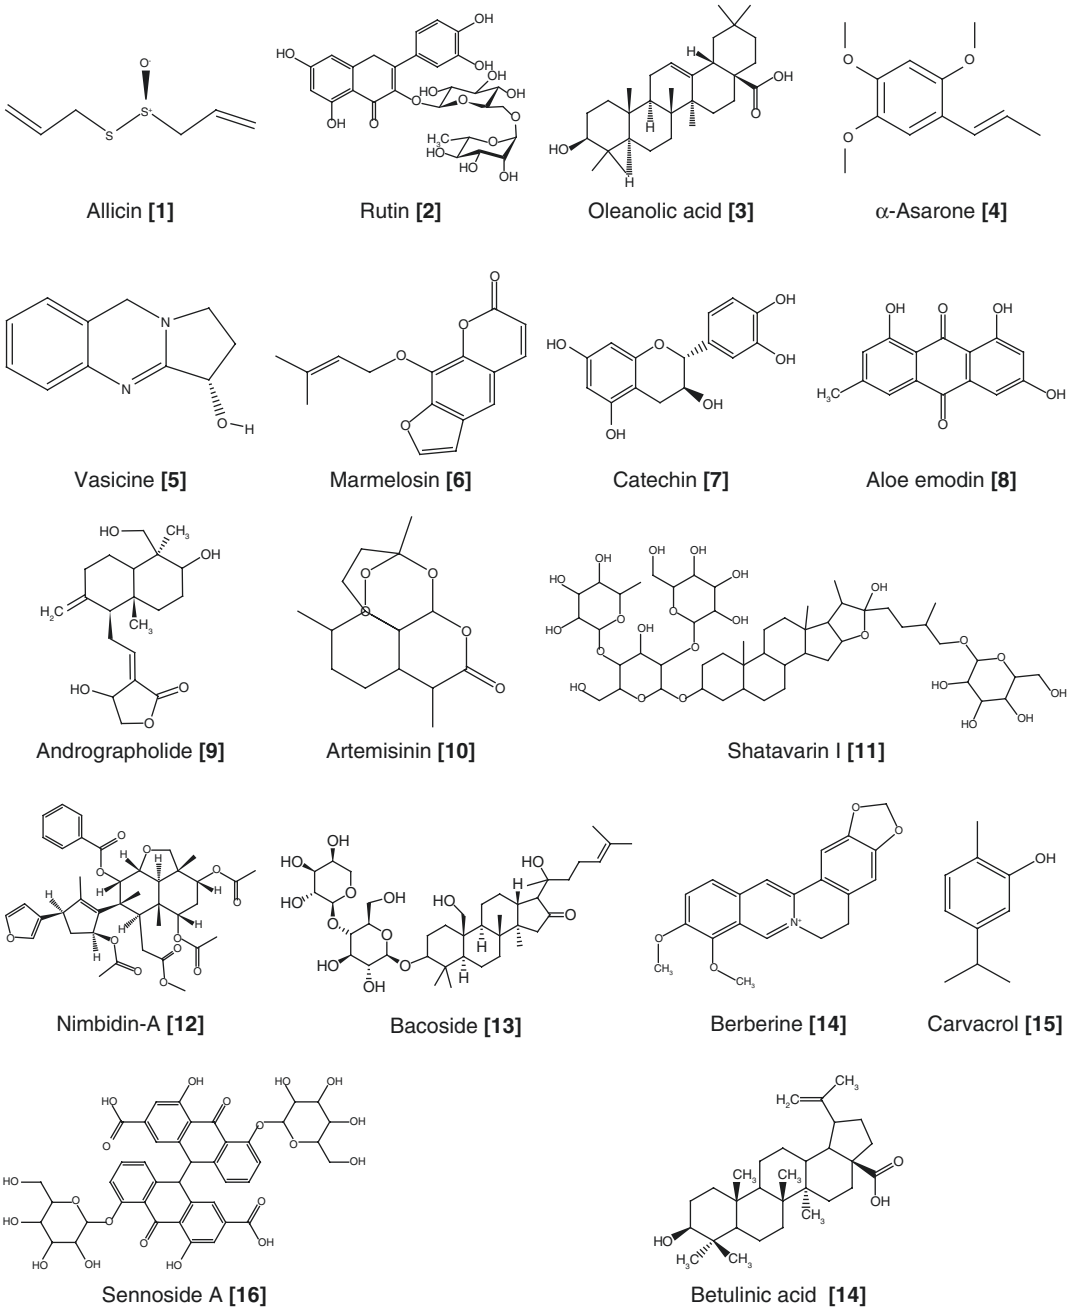 Allicin [1]
Rutin [2]
Oleanolic acid [3]
α-Asarone [4]
Vasicine [5]
Marmelosin [6]
Catechin [7]
Aloe emodin [8]
Andrographolide [9]
Artemisinin [10]
Shatavarin I [11]
Nimbidin-A [12]
Bacoside [13]
Berberine [14]
Carvacrol [15]
Sennoside A [16]
Betulinic acid [14]